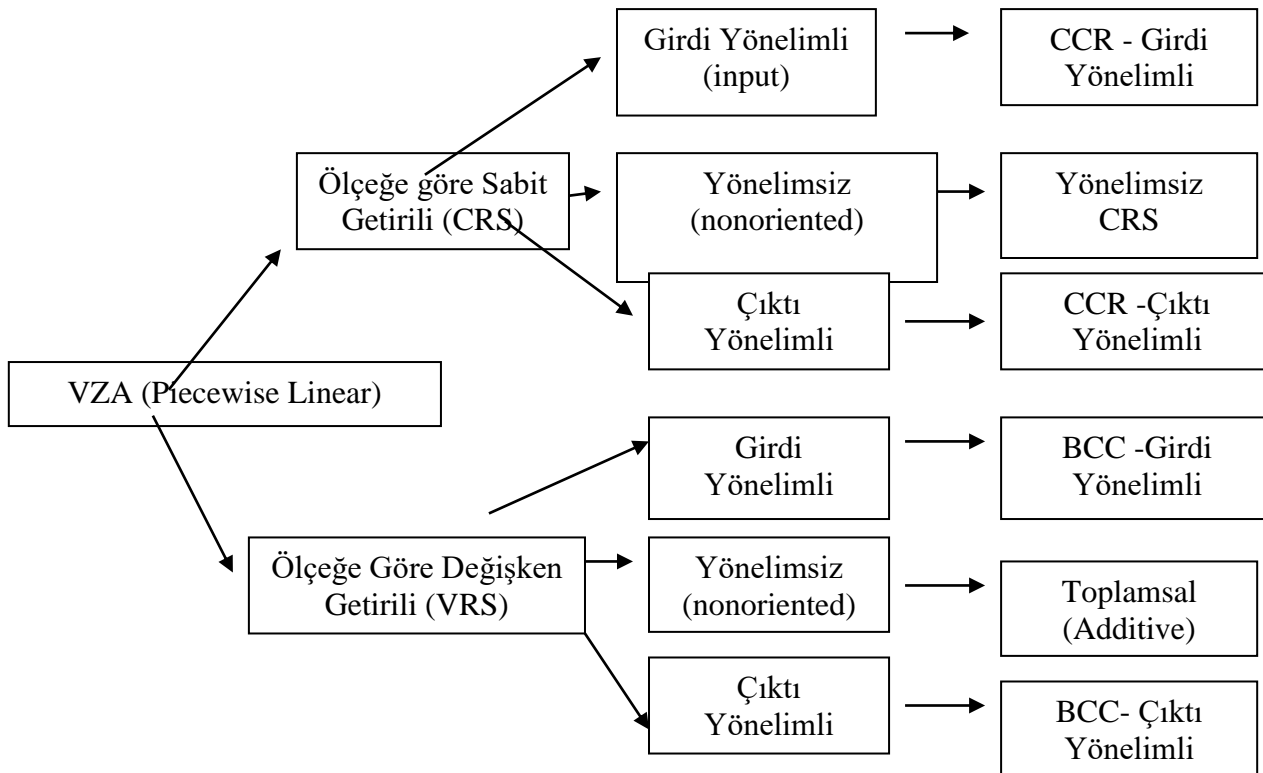 Girdi Yönelimli
(input)
CCR - Girdi
Yönelimli
Ölçeğe göre Sabit
Getirili (CRS)
Yönelimsiz
(nonoriented)
Yönelimsiz
CRS
Çıktı
Yönelimli
CCR -Çıktı
Yönelimli
VZA (Piecewise Linear)
Girdi
Yönelimli
BCC -Girdi
Yönelimli
Ölçeğe Göre Değişken
Getirili (VRS)
Yönelimsiz
(nonoriented)
Toplamsal
(Additive)
Çıktı
Yönelimli
BCC- Çıktı
Yönelimli